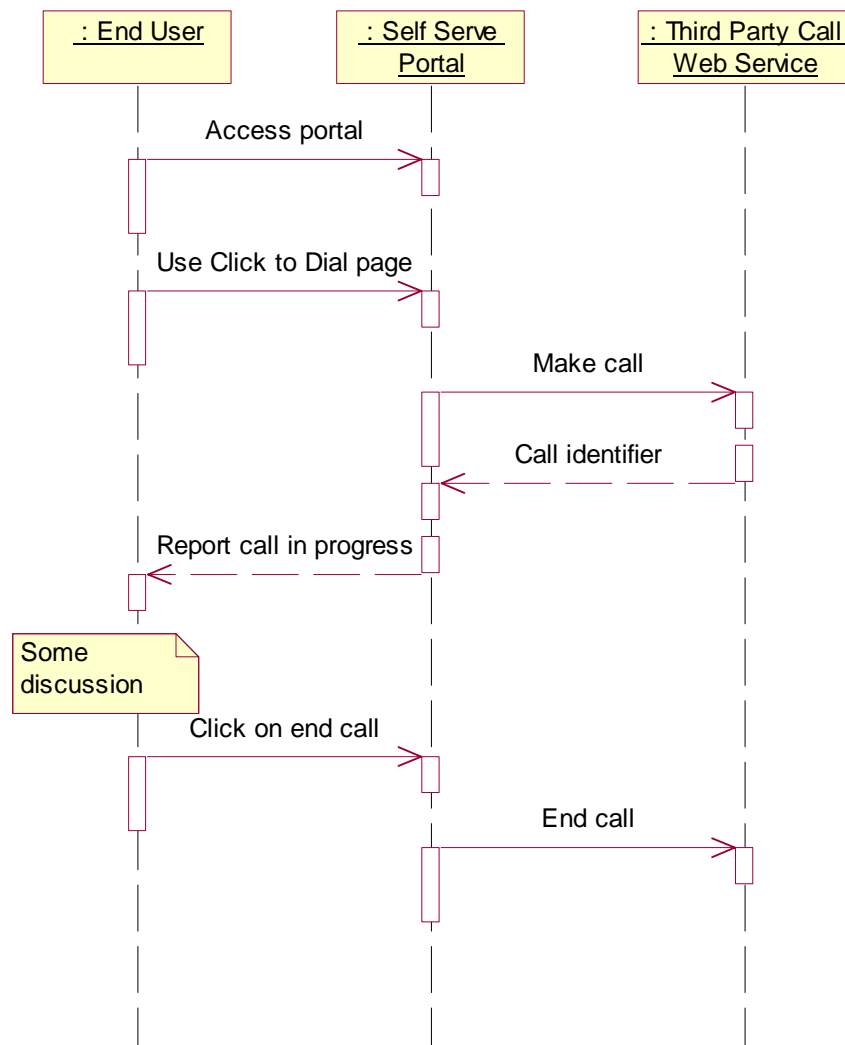 : End User
: Self Serve
Portal
: Third Party Call
Web Service
Access portal
Use Click to Dial page
Make call
Call identifier
Report call in progress
Some
discussion
Click on end call
End call